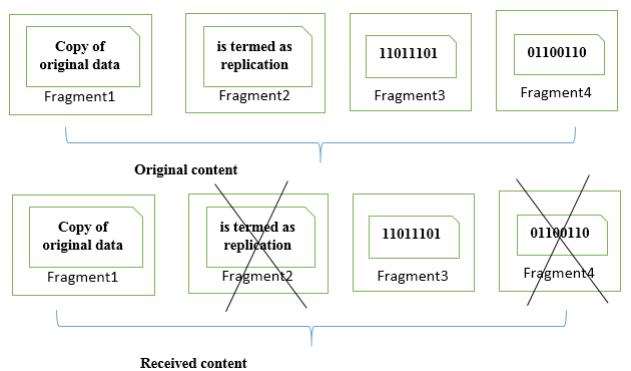 Copy of
original data
Fragment1
is termed as
replication
Fragment2
11011101
Fragment3
01100110
Fragment4
Original content
Copy of
original data
Fragment1
is termed as
replication
Fragment2
11011101
Fragment3
01100110
Fragment4
Received content